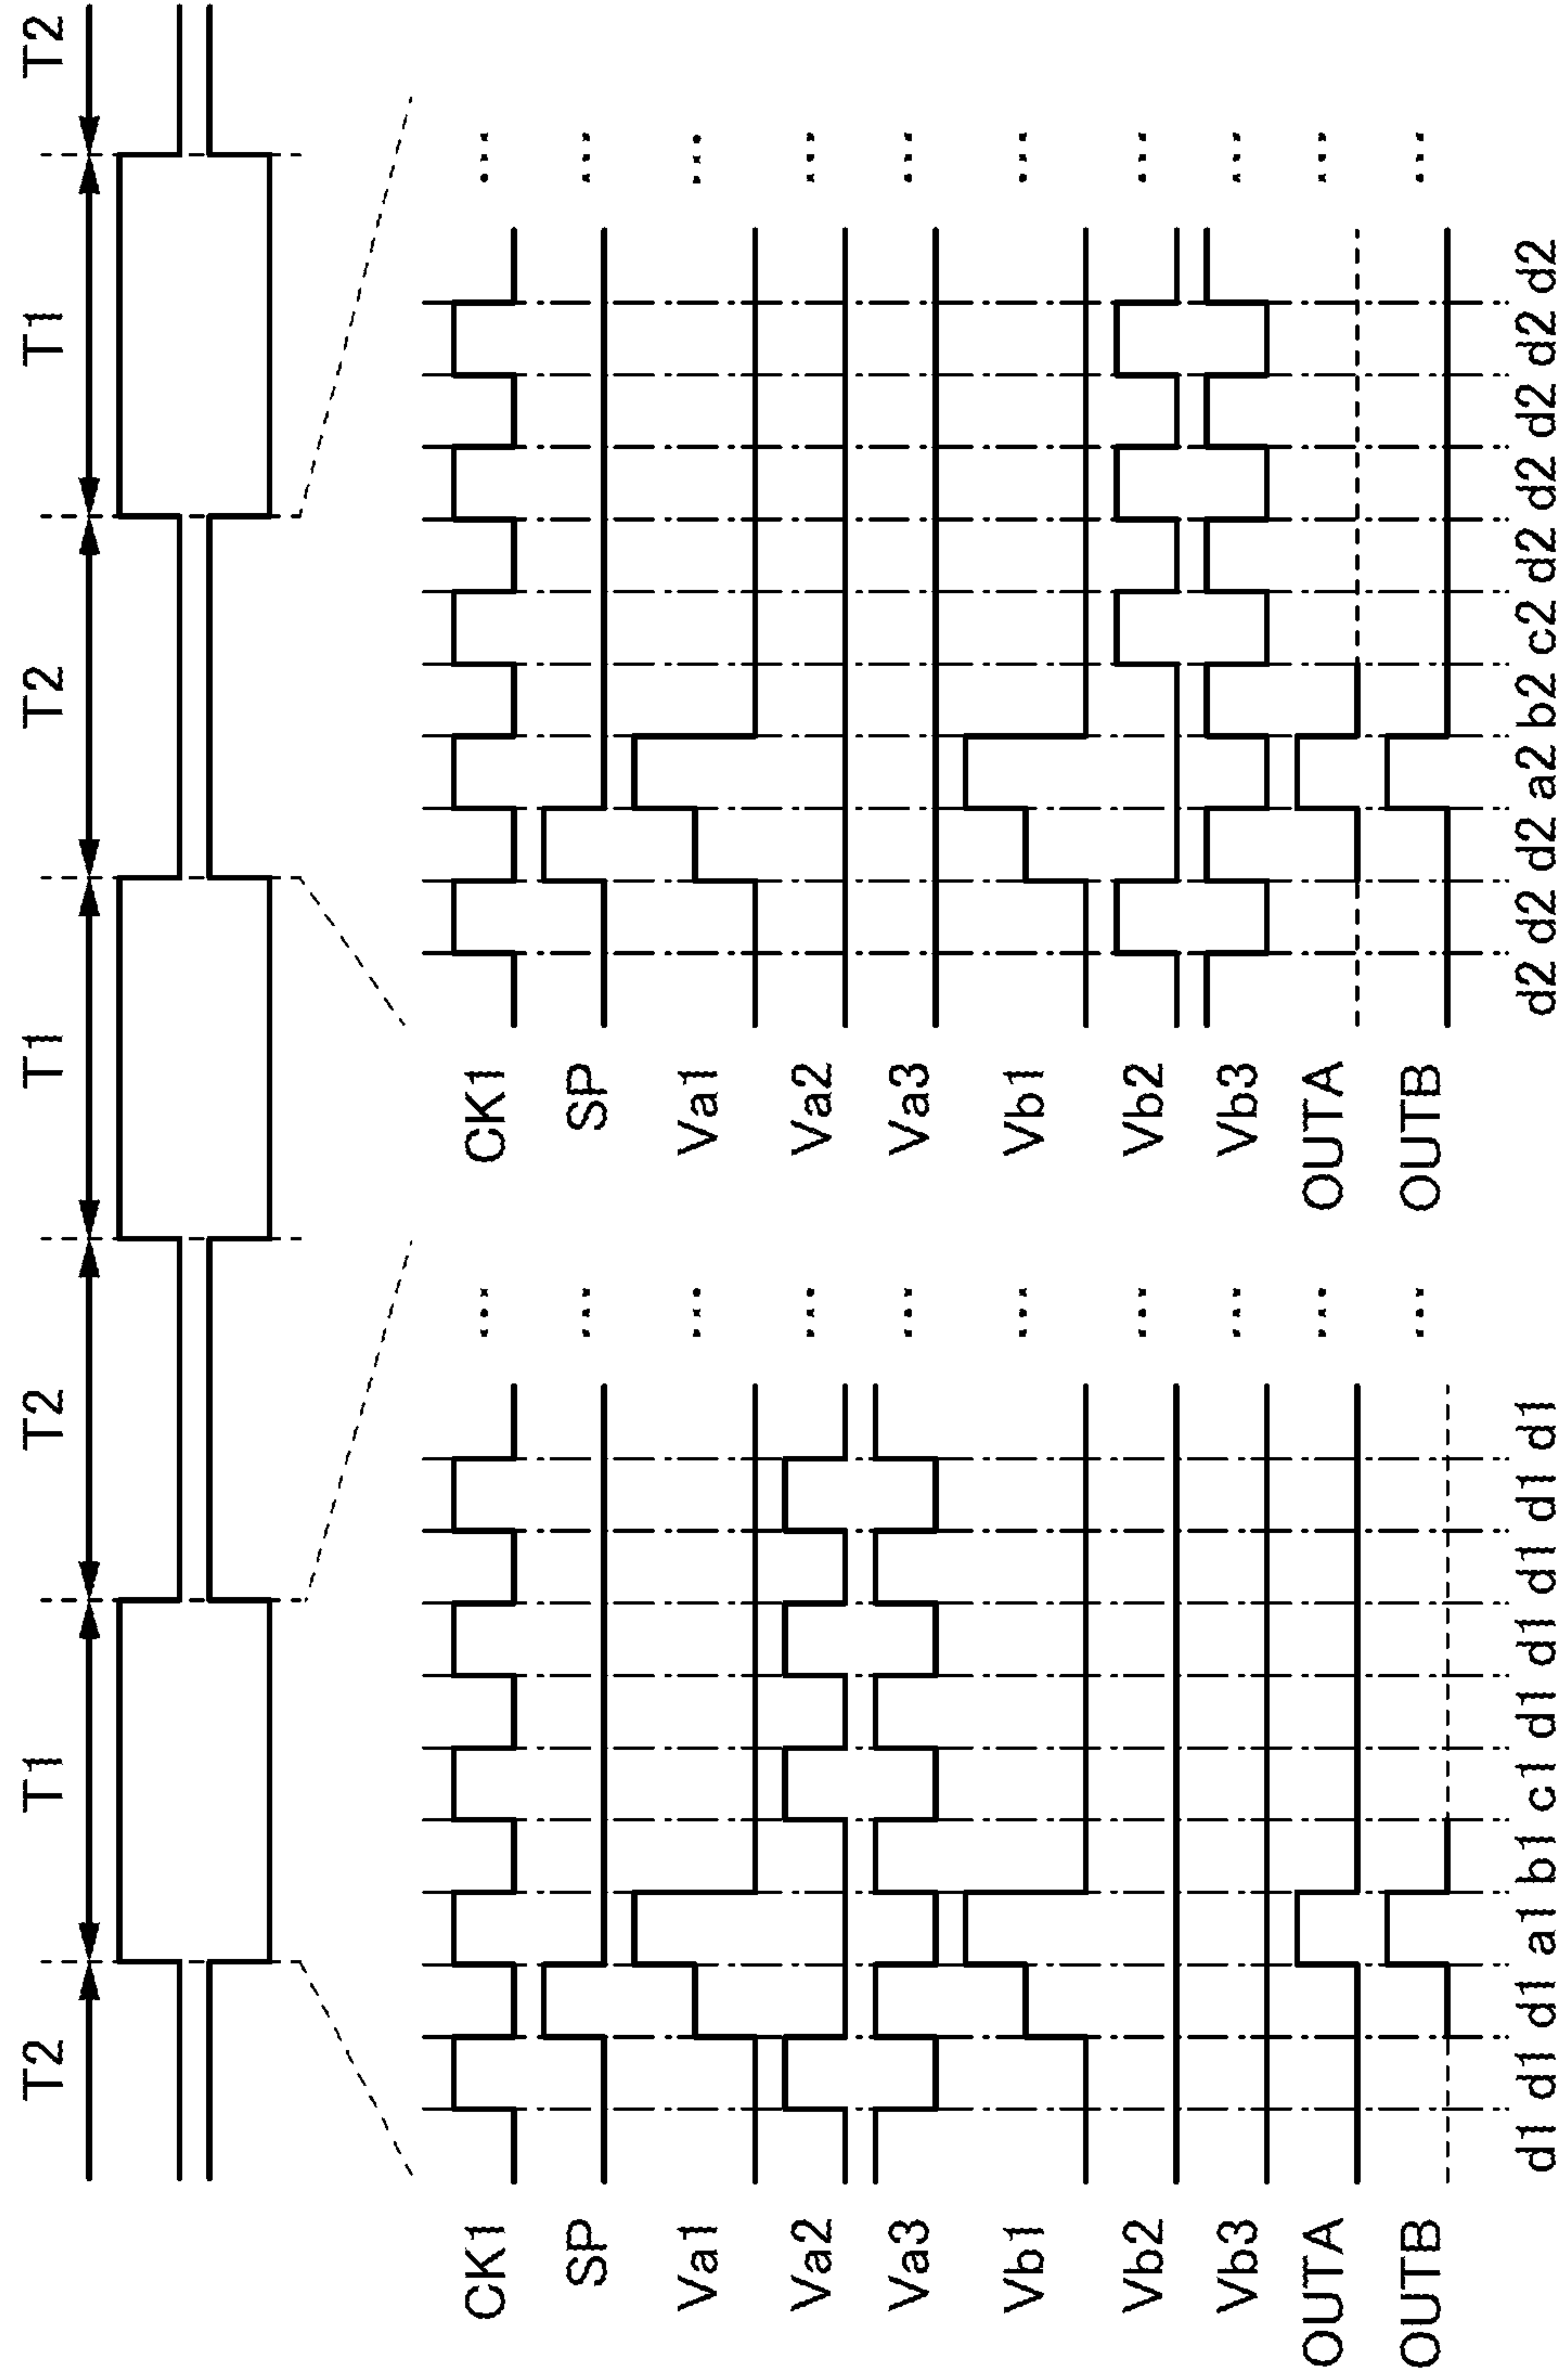 T2 T1 T2 T1 T2 T1 T2
CK1 ... CK1 ...
SP ... SP ...
Va1 ... Va1 ...
Va2 ... Va2 ...
Va3 ... Va3 ...
Vb1 ... Vb1 ...
Vb2 ... Vb2 ...
Vb3 ... Vb3 ...
OUTA ... OUTA ...
OUTB ... OUTB ...
d1 d1 d1 a1 b1 c1 d1 d1 d1 d1 d1 d2 d2 d2 a2 b2 c2 d2 d2 d2 d2 d2